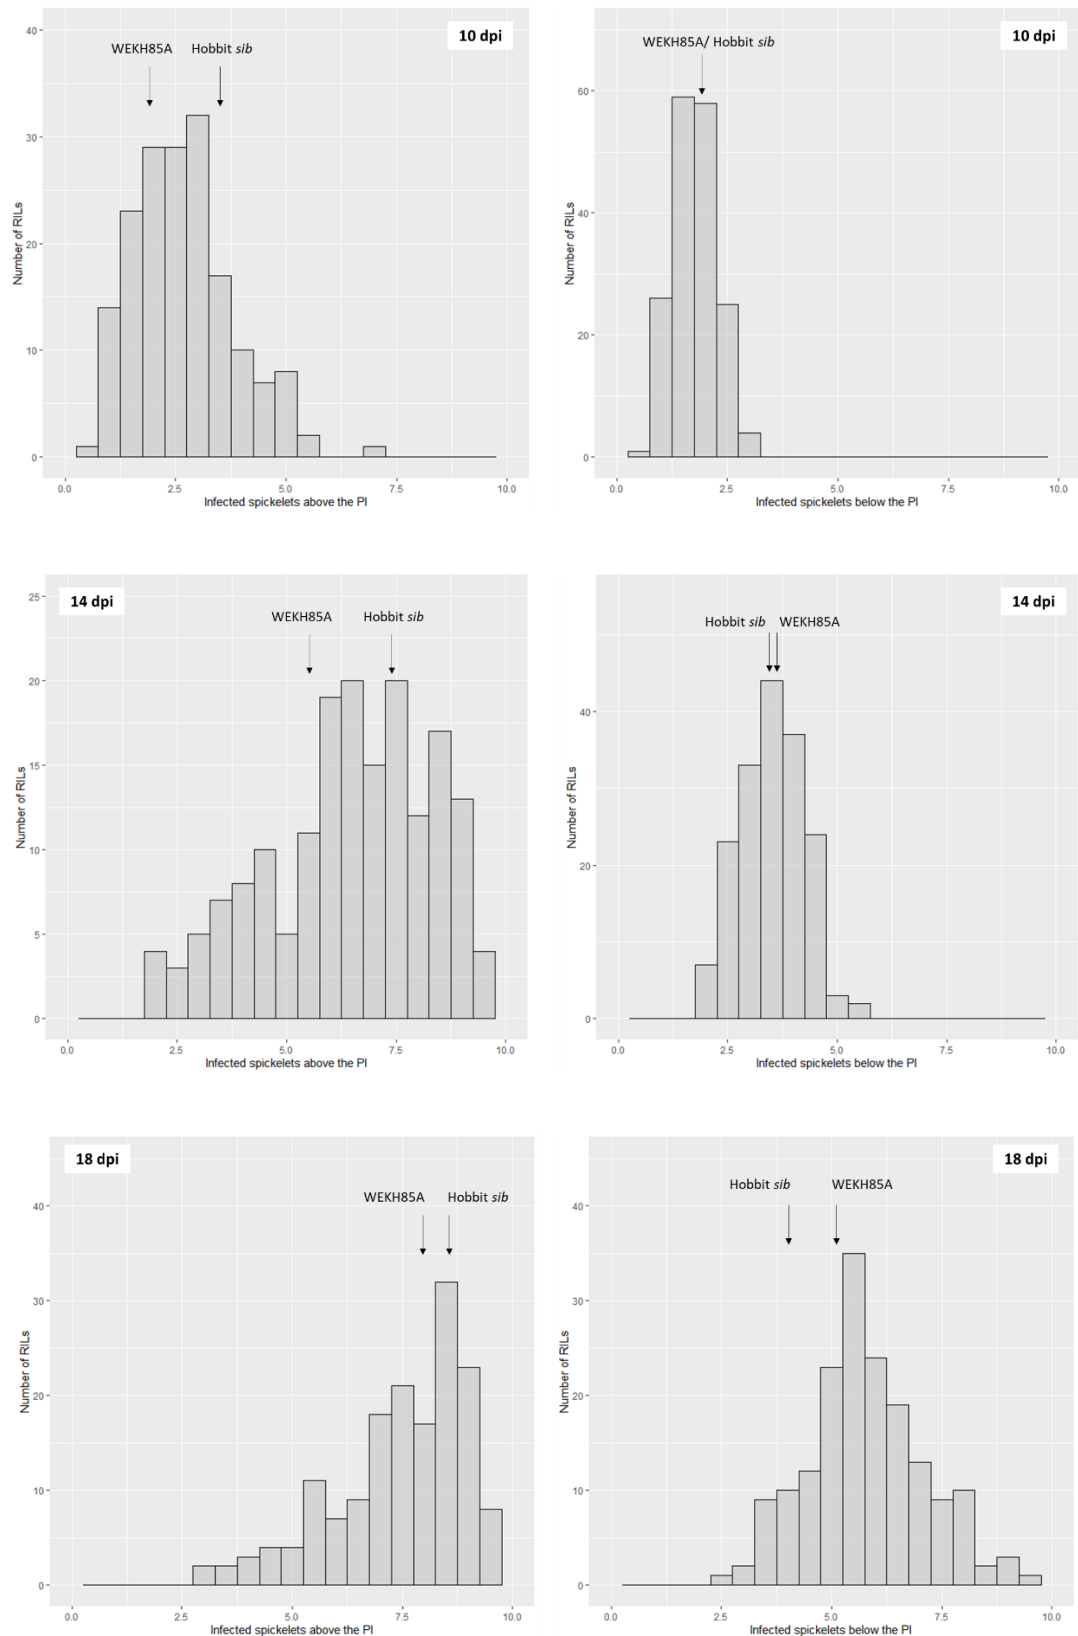 40
10 dpi
WEKH85A
Hobbit sib
30
20
10
0
Number of RILs
0.0 2.5 5.0 7.5 10.0
Infected spickelets above the PI
10 dpi
WEKH85A/ Hobbit sib
60
40
20
0
Number of RILs
0.0 2.5 5.0 7.5 10.0
Infected spickelets below the PI
25
14 dpi
WEKH85A
Hobbit sib
20
15
10
5
0
Number of RILs
0.0 2.5 5.0 7.5 10.0
Infected spickelets above the PI
14 dpi
Hobbit sib
WEKH85A
40
20
0
Number of RILs
0.0 2.5 5.0 7.5 10.0
Infected spickelets below the PI
18 dpi
WEKH85A
Hobbit sib
40
30
20
10
0
Number of RILs
0.0 2.5 5.0 7.5 10.0
Infected spickelets above the PI
18 dpi
Hobbit sib
WEKH85A
40
30
20
10
0
Number of RILs
0.0 2.5 5.0 7.5 10.0
Infected spickelets below the PI